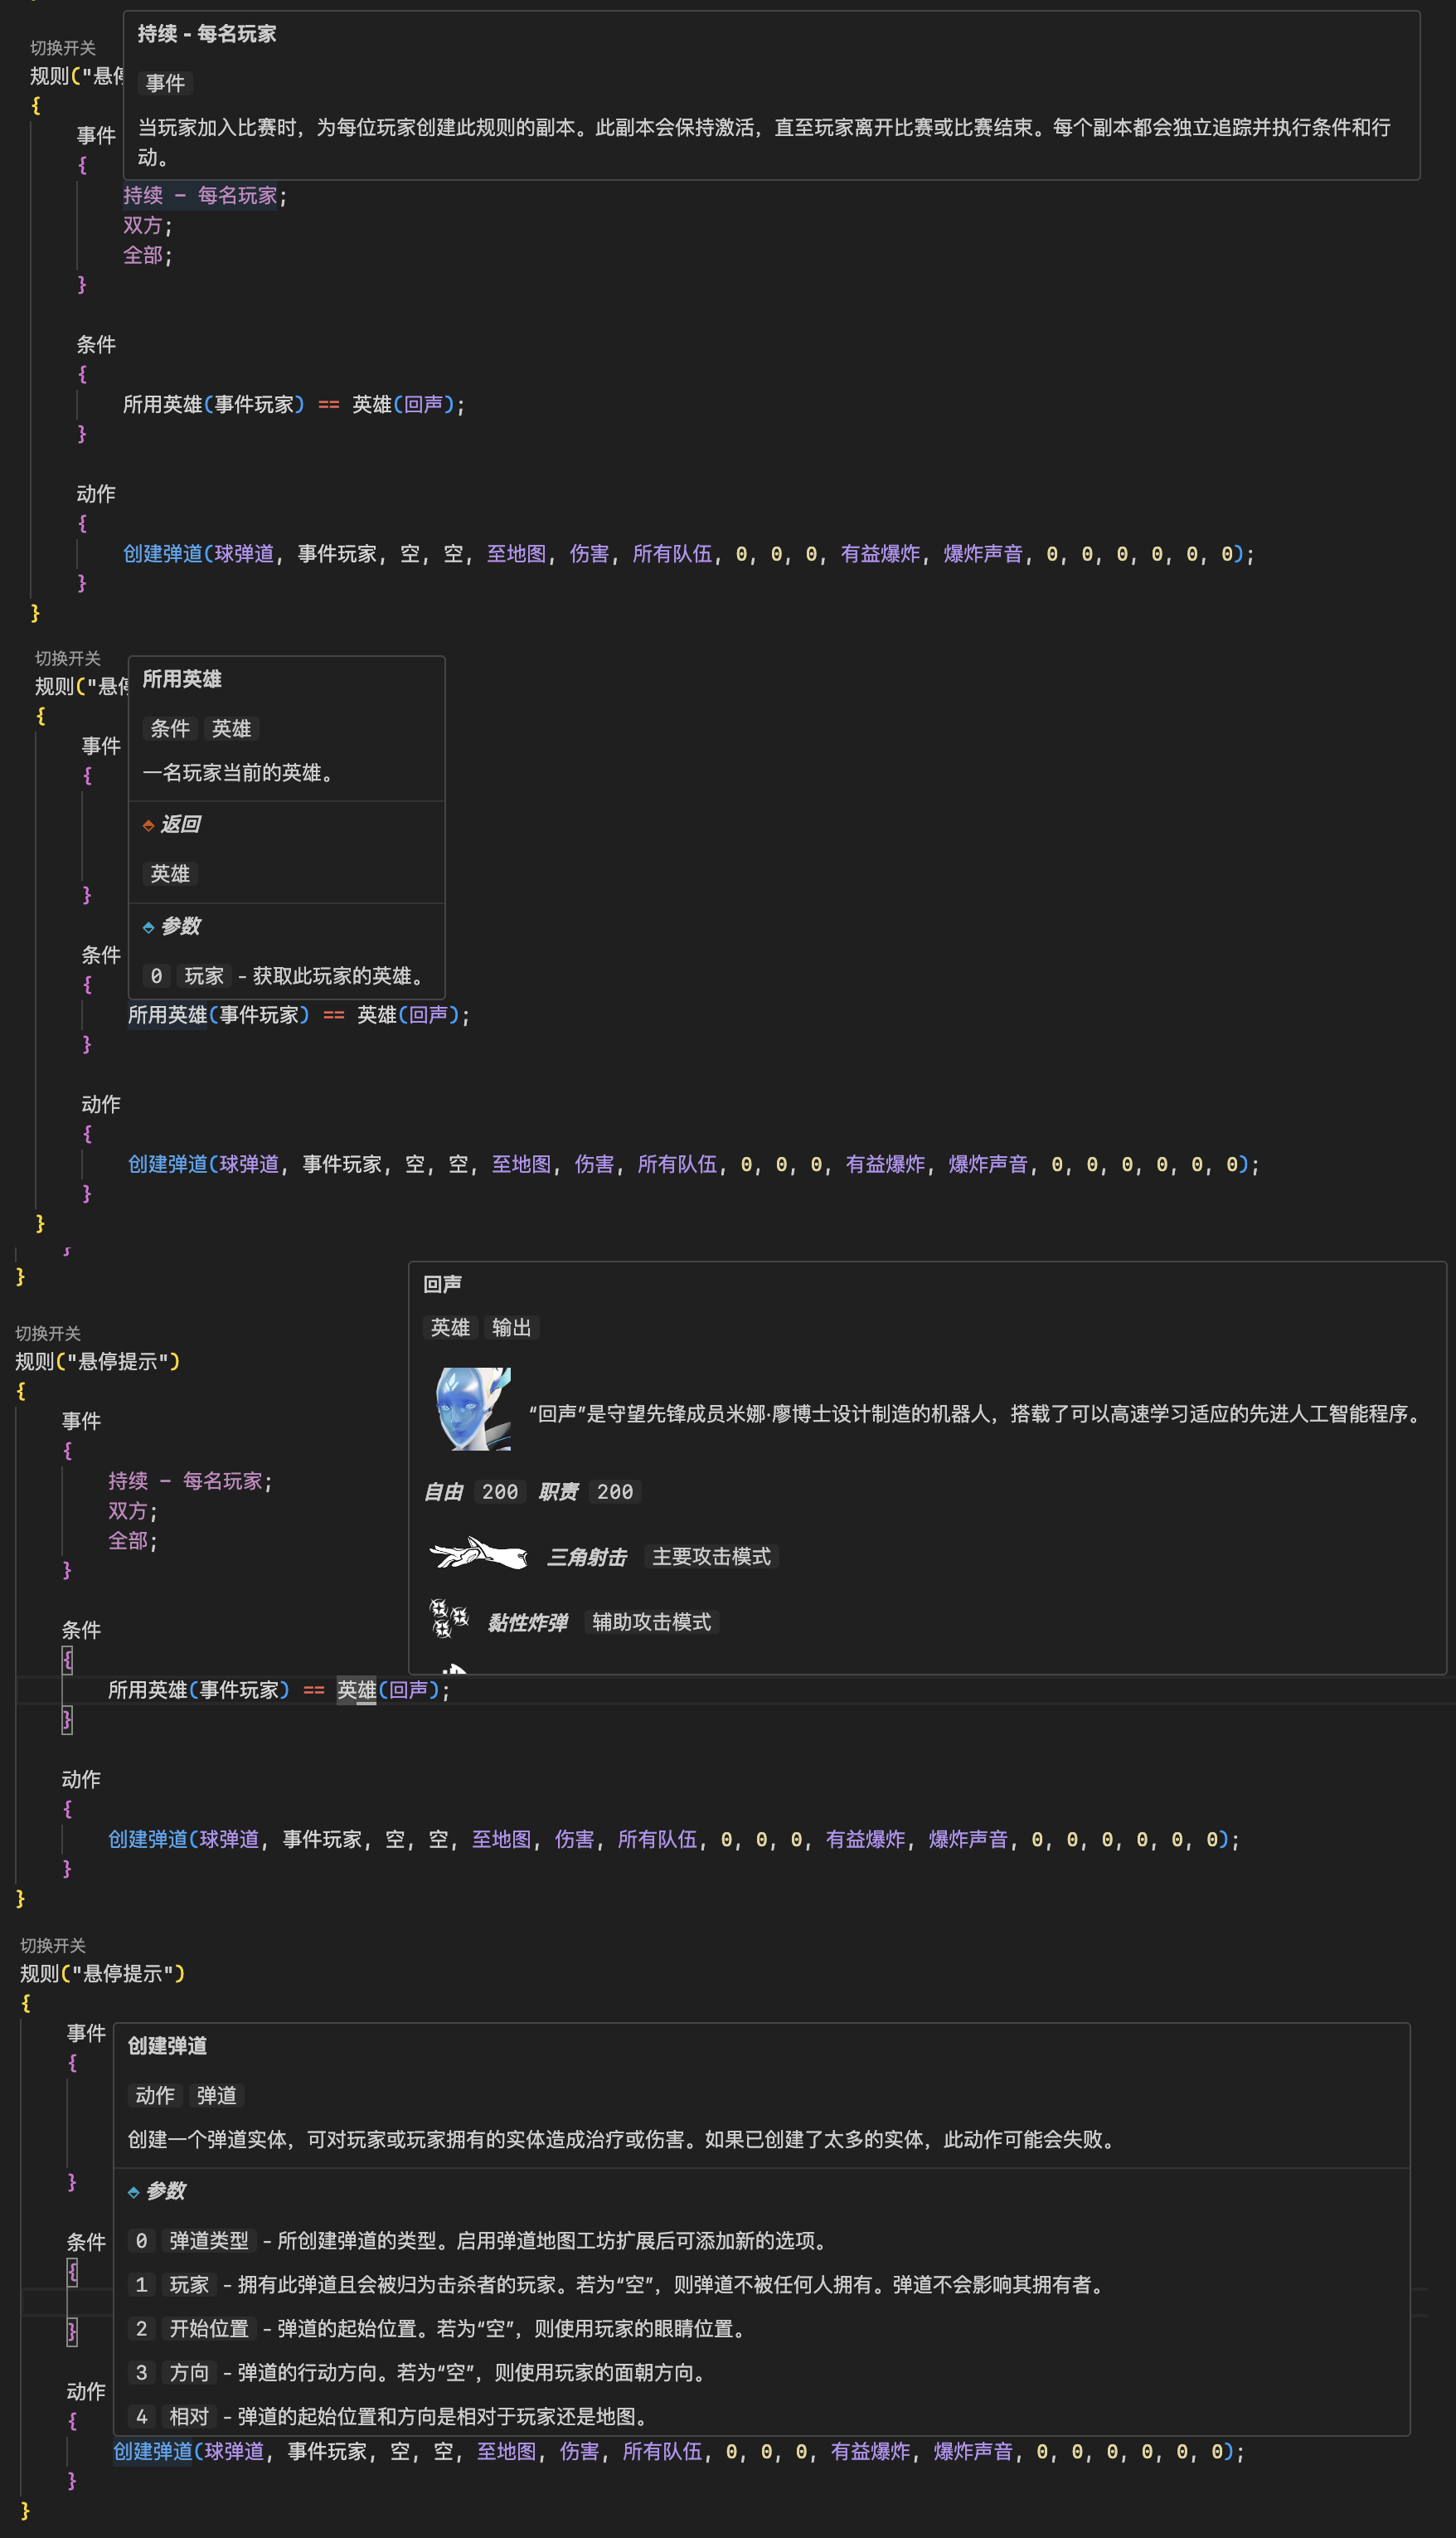 持续 - 每名玩家
切换开关
规则("悬停
事件
{
当玩家加入比赛时，为每位玩家创建此规则的副本。此副本会保持激活，直至玩家离开比赛或比赛结束。每个副本都会独立追踪并执行条件和行
动。
事件
{
持续 - 每名玩家;
双方;
全部;
}
条件
{
所用英雄(事件玩家) == 英雄(回声);
}
动作
{
创建弹道(球弹道, 事件玩家, 空, 空, 至地图, 伤害, 所有队伍, 0, 0, 0, 有益爆炸, 爆炸声音, 0, 0, 0, 0, 0, 0);
}
}
切换开关
规则("悬停
{
事件
{
}
条件
{
所用英雄
条件 英雄
一名玩家当前的英雄。
返回
英雄
参数
0 玩家 - 获取此玩家的英雄。
所用英雄(事件玩家) == 英雄(回声);
}
动作
{
创建弹道(球弹道, 事件玩家, 空, 空, 至地图, 伤害, 所有队伍, 0, 0, 0, 有益爆炸, 爆炸声音, 0, 0, 0, 0, 0, 0);
}
}
}
}
切换开关
规则("悬停提示")
{
事件
{
持续 - 每名玩家;
双方;
全部;
}
条件
{
回声
英雄 输出
“回声”是守望先锋成员米娜·廖博士设计制造的机器人，搭载了可以高速学习适应的先进人工智能程序。
自由 200 职责 200
三角射击 主要攻击模式
黏性炸弹 辅助攻击模式
所用英雄(事件玩家) == 英雄(回声);
}
动作
{
创建弹道(球弹道, 事件玩家, 空, 空, 至地图, 伤害, 所有队伍, 0, 0, 0, 有益爆炸, 爆炸声音, 0, 0, 0, 0, 0, 0);
}
}
切换开关
规则("悬停提示")
{
事件
{
}
条件
{
}
动作
{
创建弹道
动作 弹道
创建一个弹道实体，可对玩家或玩家拥有的实体造成治疗或伤害。如果已创建了太多的实体，此动作可能会失败。
参数
0 弹道类型 - 所创建弹道的类型。启用弹道地图工坊扩展后可添加新的选项。
1 玩家 - 拥有此弹道且会被归为击杀者的玩家。若为“空”，则弹道不被任何人拥有。弹道不会影响其拥有者。
2 开始位置 - 弹道的起始位置。若为“空”，则使用玩家的眼睛位置。
3 方向 - 弹道的行动方向。若为“空”，则使用玩家的面朝方向。
4 相对 - 弹道的起始位置和方向是相对于玩家还是地图。
创建弹道(球弹道, 事件玩家, 空, 空, 至地图, 伤害, 所有队伍, 0, 0, 0, 有益爆炸, 爆炸声音, 0, 0, 0, 0, 0, 0);
}
}